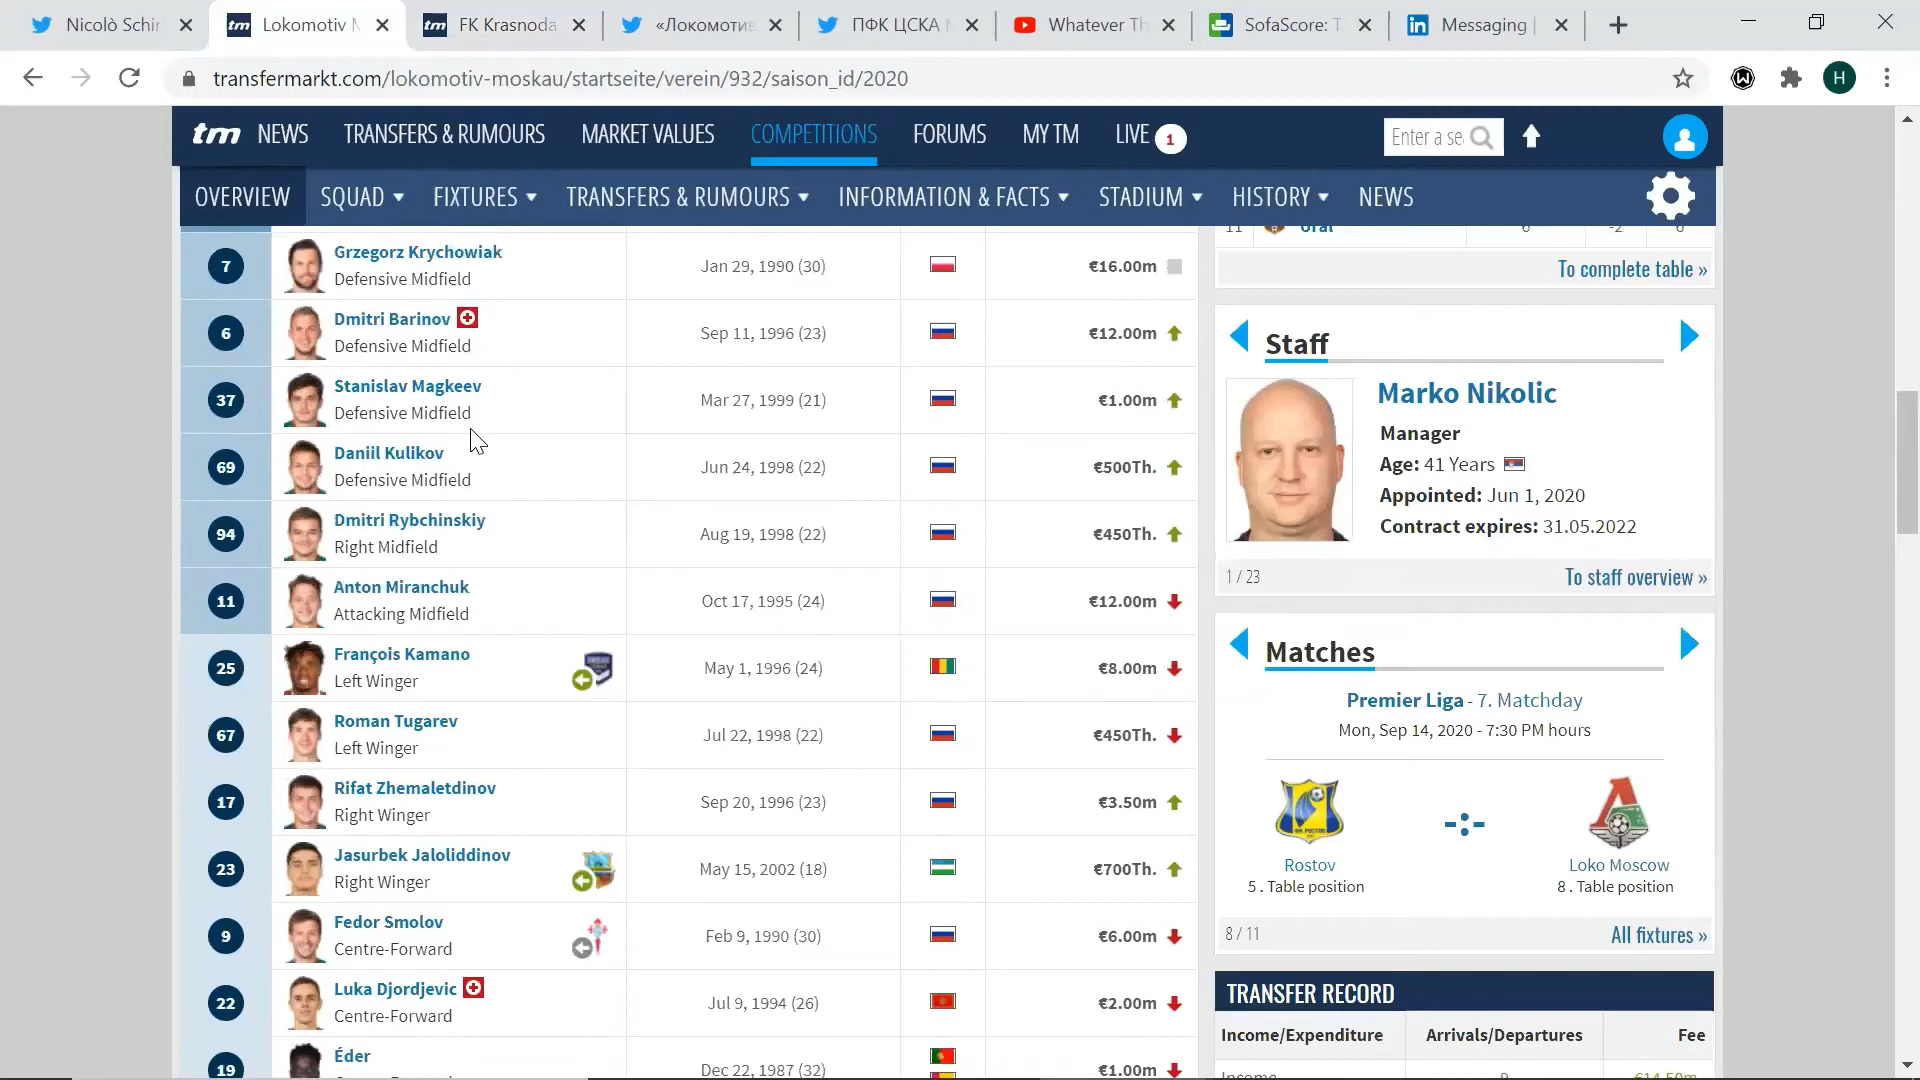 Nicolò Schir
Lokomotiv M
FK Krasnoda
«Локомотив
ПФК ЦСКА М
Whatever Th
SofaScore: T
Messaging |
transfermarkt.com/lokomotiv-moskau/startseite/verein/932/saison_id/2020
H
tm NEWS TRANSFERS & RUMOURS MARKET VALUES COMPETITIONS FORUMS MY TM LIVE 1 Enter a se
OVERVIEW SQUAD FIXTURES TRANSFERS & RUMOURS INFORMATION & FACTS STADIUM HISTORY NEWS
7 Grzegorz Krychowiak Jan 29, 1990 (30) €16.00m
Defensive Midfield
6 Dmitri Barinov Sep 11, 1996 (23) €12.00m
Defensive Midfield
37 Stanislav Magkeev Mar 27, 1999 (21) €1.00m
Defensive Midfield
69 Daniil Kulikov Jun 24, 1998 (22) €500Th.
Defensive Midfield
94 Dmitri Rybchinskiy Aug 19, 1998 (22) €450Th.
Right Midfield
11 Anton Miranchuk Oct 17, 1995 (24) €12.00m
Attacking Midfield
25 François Kamano May 1, 1996 (24) €8.00m
Left Winger
67 Roman Tugarev Jul 22, 1998 (22) €450Th.
Left Winger
17 Rifat Zhemaletdinov Sep 20, 1996 (23) €3.50m
Right Winger
23 Jasurbek Jaloliddinov May 15, 2002 (18) €700Th.
Right Winger
9 Fedor Smolov Feb 9, 1990 (30) €6.00m
Centre-Forward
22 Luka Djordjevic Jul 9, 1994 (26) €2.00m
Centre-Forward
19 Éder Dec 22, 1987 (32) €1.00m
11 Ural 6 -2 6
To complete table »
Staff
Marko Nikolic
Manager
Age: 41 Years
Appointed: Jun 1, 2020
Contract expires: 31.05.2022
1 / 23 To staff overview »
Matches
Premier Liga - 7. Matchday
Mon, Sep 14, 2020 - 7:30 PM hours
-:-
Rostov Loko Moscow
5 . Table position 8 . Table position
8 / 11 All fixtures »
TRANSFER RECORD
Income/Expenditure Arrivals/Departures Fee
Income 9 €14.50m